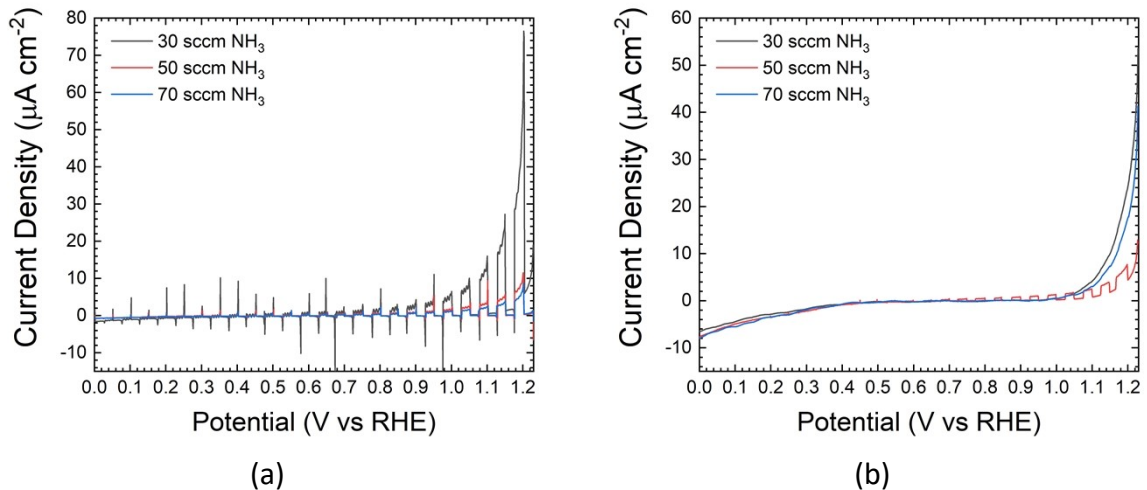 80
70
60
50
40
30
20
10
0
-10
0.0 0.1 0.2 0.3 0.4 0.5 0.6 0.7 0.8 0.9 1.0 1.1 1.2
Current Density (μA cm⁻²)
Potential (V vs RHE)
30 sccm NH₃
50 sccm NH₃
70 sccm NH₃
(a)
60
50
40
30
20
10
0
-10
0.0 0.1 0.2 0.3 0.4 0.5 0.6 0.7 0.8 0.9 1.0 1.1 1.2
Current Density (μA cm⁻²)
Potential (V vs RHE)
30 sccm NH₃
50 sccm NH₃
70 sccm NH₃
(b)